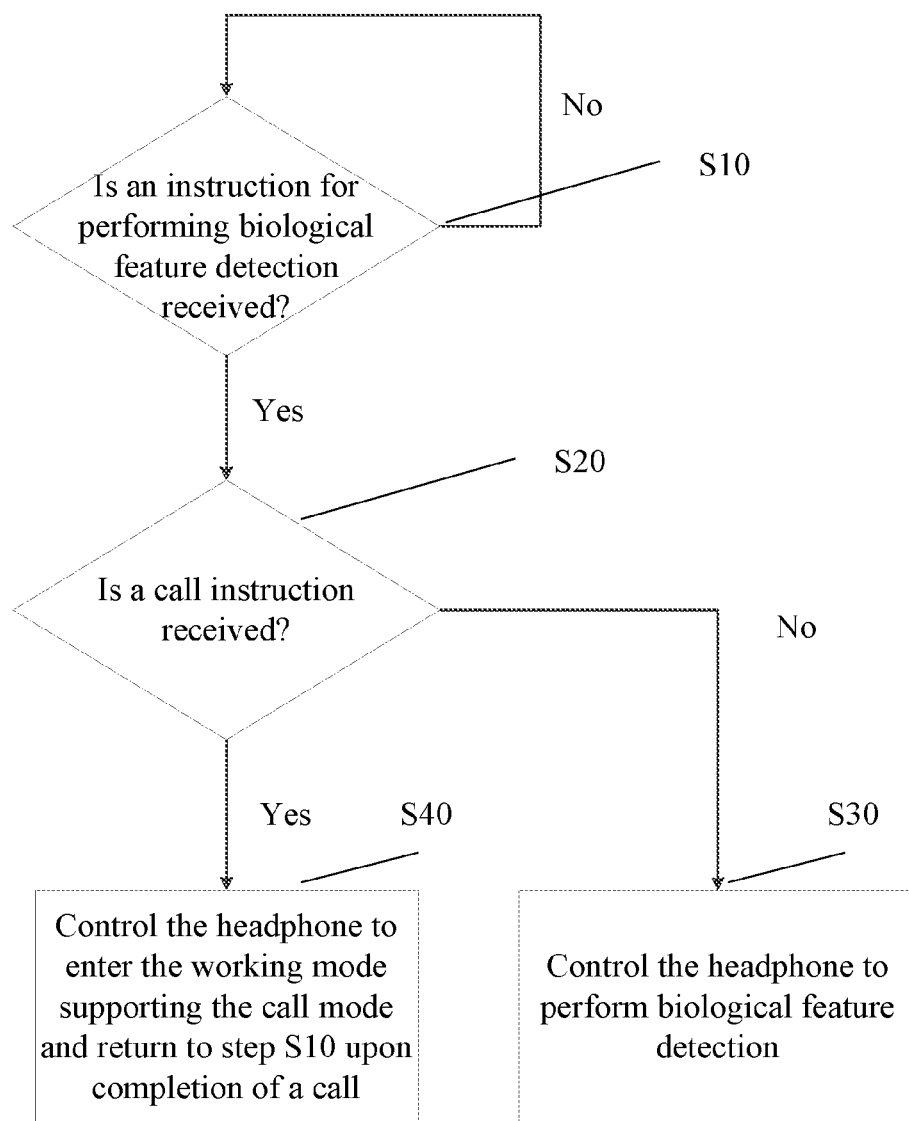 No
S10
Is an instruction for
performing biological
feature detection
received?
Yes
S20
Is a call instruction
received?
No
Yes
S40
S30
Control the headphone to
enter the working mode
supporting the call mode
and return to step S10 upon
completion of a call
Control the headphone to
perform biological feature
detection